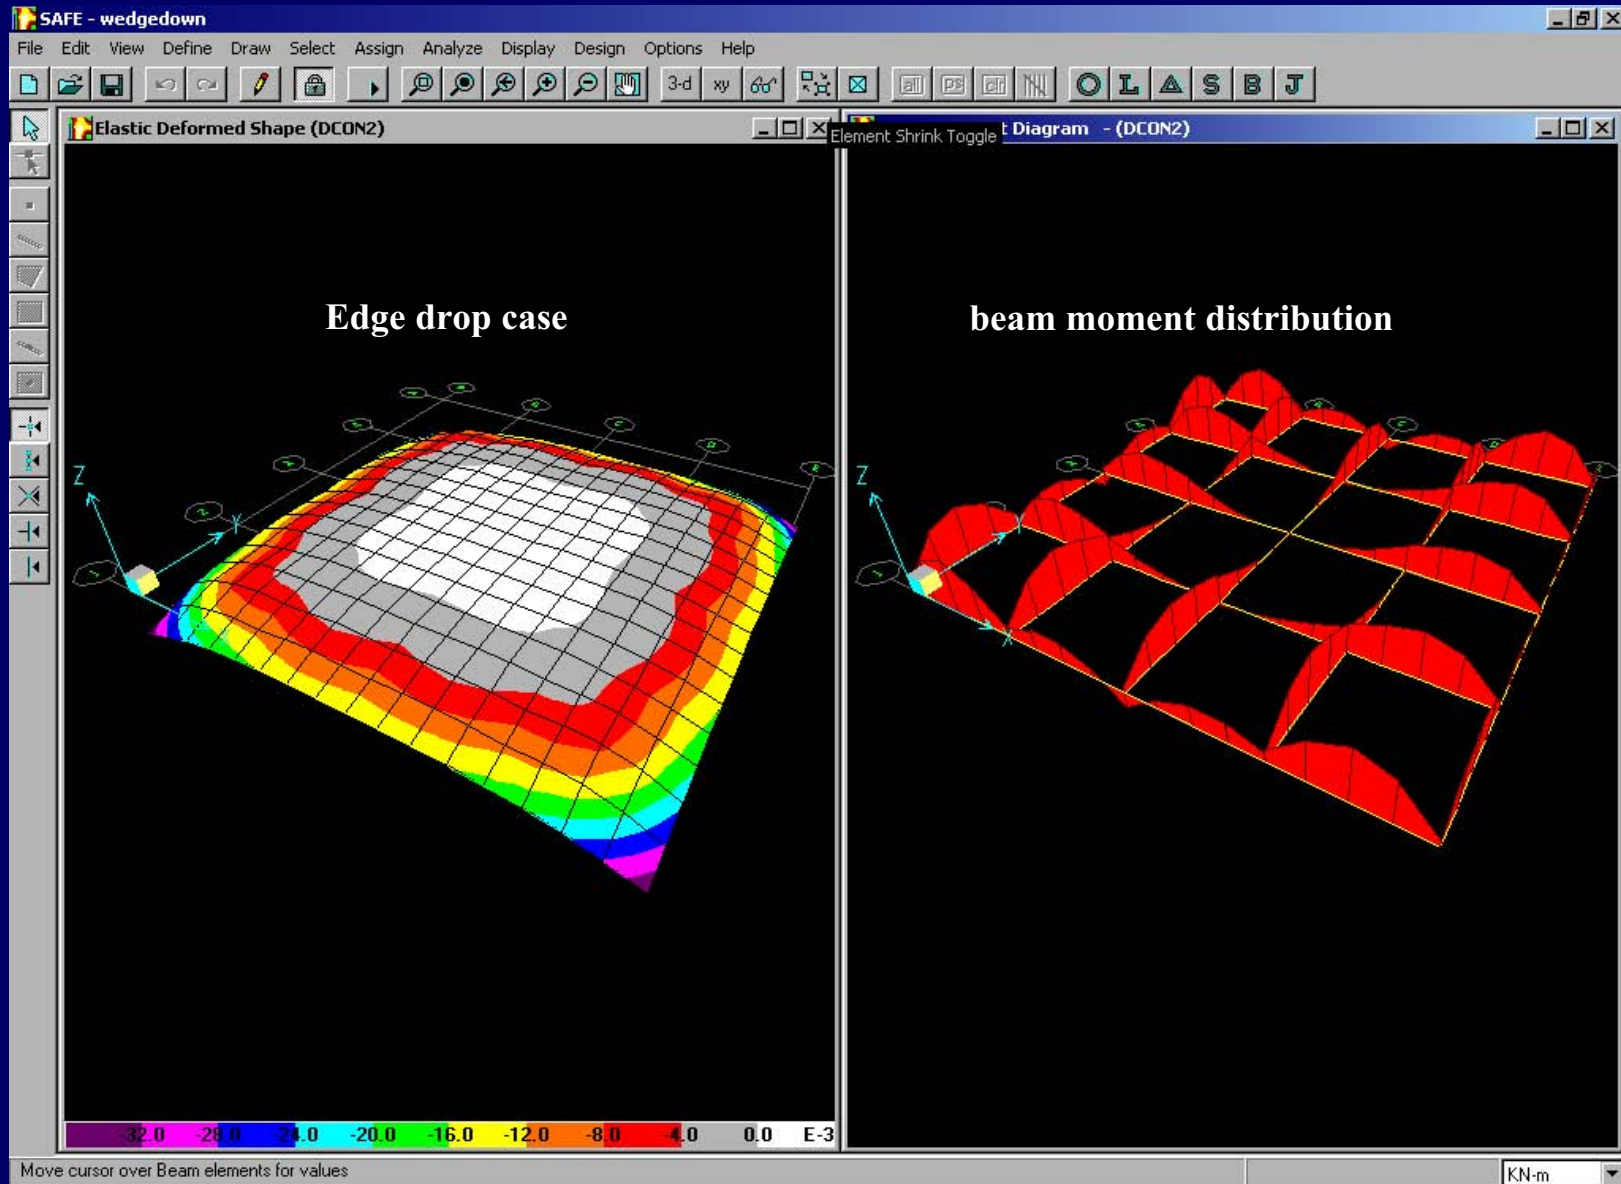 SAFE - wedgedown
File Edit View Define Draw Select Assign Analyze Display Design Options Help
3-d xy all ps clr O L S B J
Elastic Deformed Shape (DCON2)
Element Shrink Toggle
t Diagram - (DCON2)
Edge drop case
beam moment distribution
Z
Y
X
Z
Y
X
-32.0 -28.0 -24.0 -20.0 -16.0 -12.0 -8.0 -4.0 0.0 E-3
Move cursor over Beam elements for values
KN-m